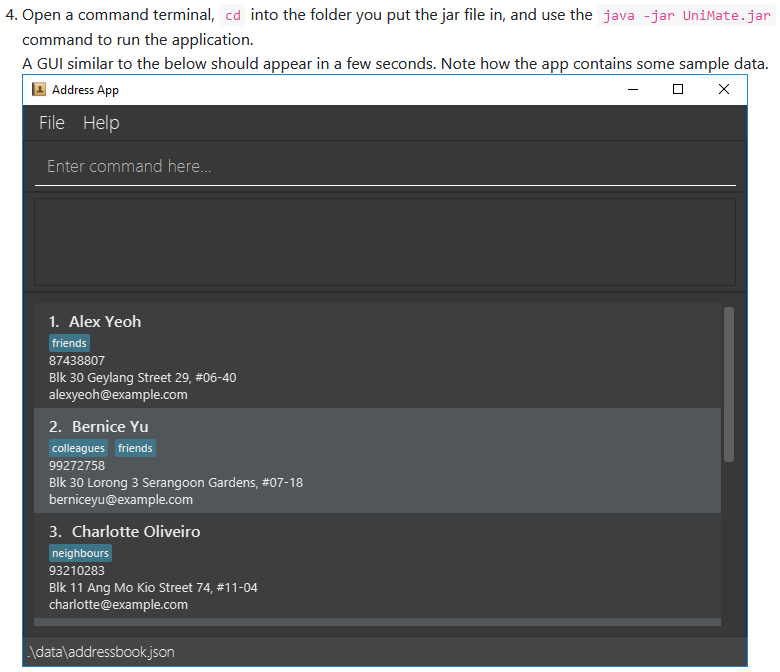 4. Open a command terminal, cd into the folder you put the jar file in, and use the java -jar UniMate.jar
command to run the application.
A GUI similar to the below should appear in a few seconds. Note how the app contains some sample data.
Address App
File Help
Enter command here...
1. Alex Yeoh
friends
87438807
Blk 30 Geylang Street 29, #06-40
alexyeoh@example.com
2. Bernice Yu
colleagues friends
99272758
Blk 30 Lorong 3 Serangoon Gardens, #07-18
berniceyu@example.com
3. Charlotte Oliveiro
neighbours
93210283
Blk 11 Ang Mo Kio Street 74, #11-04
charlotte@example.com
.\data\addressbook.json